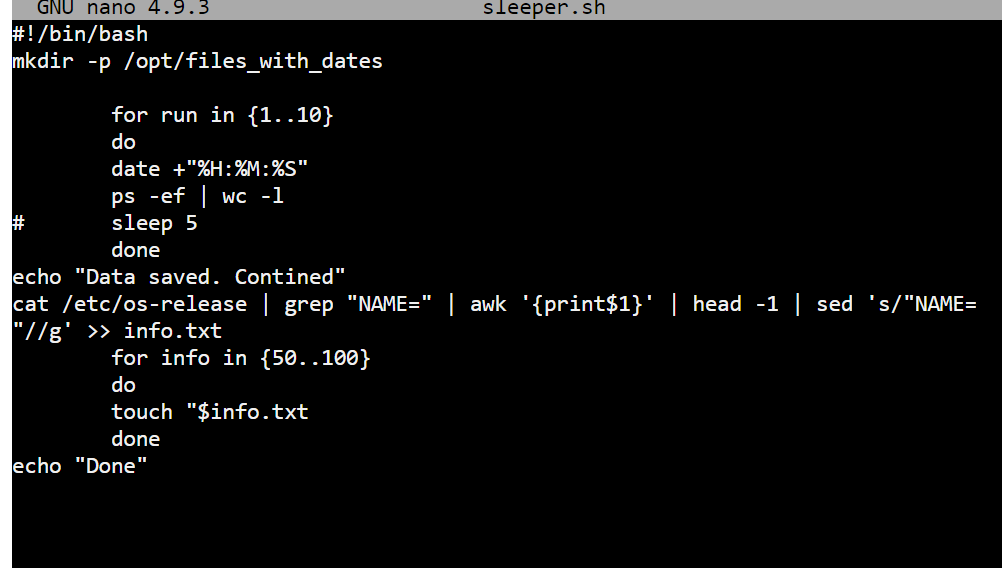 GNU nano 4.9.3 sleeper.sh
#!/bin/bash
mkdir -p /opt/files_with_dates
for run in {1..10}
do
date +"%H:%M:%S"
ps -ef | wc -l
# sleep 5
done
echo "Data saved. Contined"
cat /etc/os-release | grep "NAME=" | awk '{print$1}' | head -1 | sed 's/"NAME=
"//g' >> info.txt
for info in {50..100}
do
touch "$info.txt
done
echo "Done"